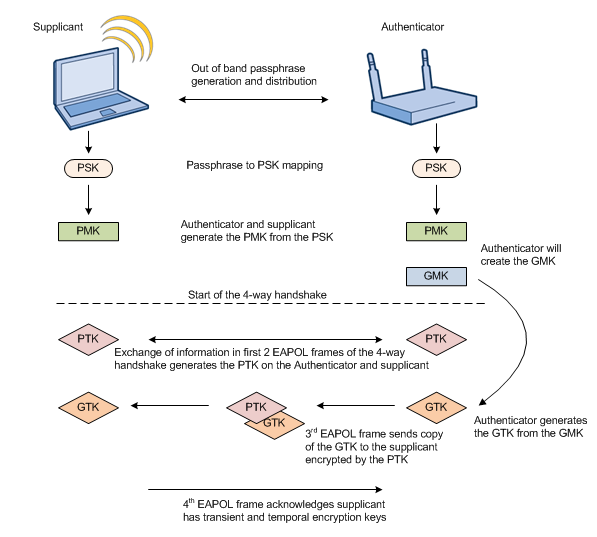 Supplicant
Authenticator
Out of band passphrase
generation and distribution
PSK
Passphrase to PSK mapping
PSK
PMK
Authenticator and supplicant
generate the PMK from the PSK
PMK
Authenticator will
create the GMK
GMK
Start of the 4-way handshake
PTK
PTK
Exchange of information in first 2 EAPOL frames of the 4-way
handshake generates the PTK on the Authenticator and supplicant
GTK
PTK
GTK
GTK
Authenticator generates
the GTK from the GMK
3rd EAPOL frame sends copy
of the GTK to the supplicant
encrypted by the PTK
4th EAPOL frame acknowledges supplicant
has transient and temporal encryption keys